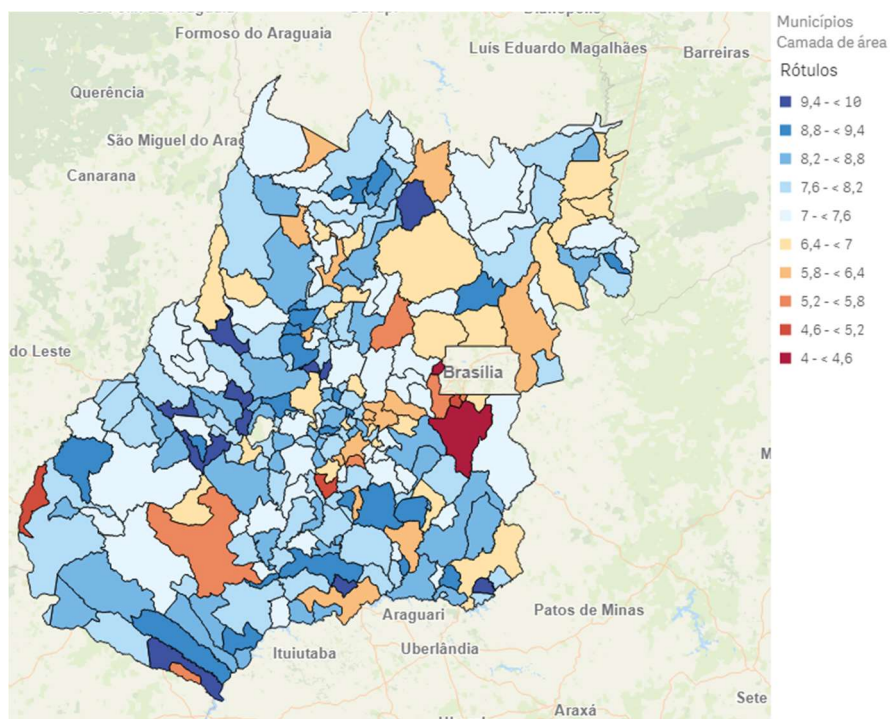 Formoso do Araguaia
Luís Eduardo Magalhães
Barreiras
Querência
São Miguel do Arag
Canarana
do Leste
Brasília
M
Araguari
Patos de Minas
Ituiutaba
Uberlândia
Araxá
Sete
Municípios
Camada de área
Rótulos
9,4 - < 10
8,8 - < 9,4
8,2 - < 8,8
7,6 - < 8,2
7 - < 7,6
6,4 - < 7
5,8 - < 6,4
5,2 - < 5,8
4,6 - < 5,2
4 - < 4,6